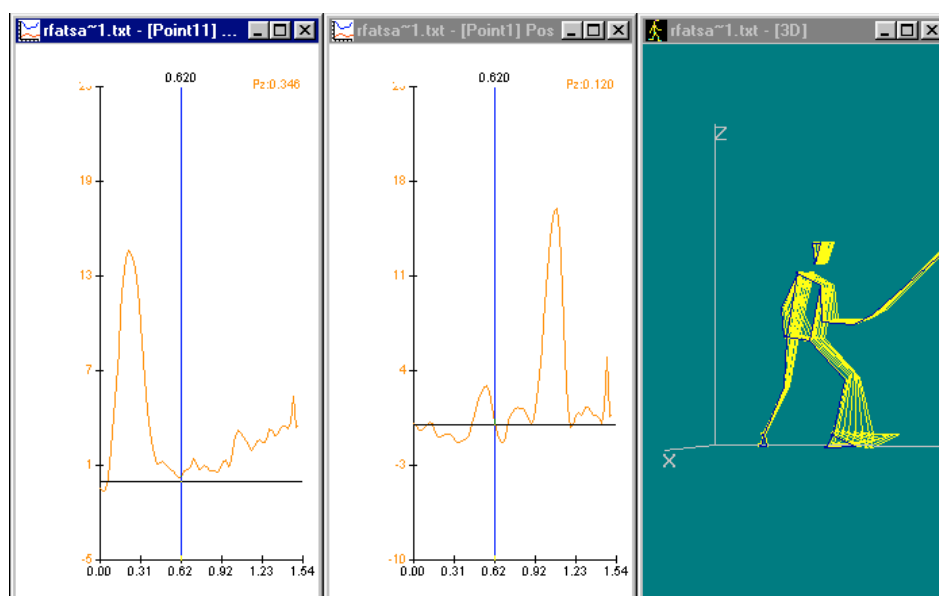 rfatsa~1.txt - [Point11] ...
0.620
Pz:0.346
19
13
7
1
-5
0.00 0.31 0.62 0.92 1.23 1.54
rfatsa~1.txt - [Point1] Pos
0.620
Pz:0.120
18
11
4
-3
-10
0.00 0.31 0.62 0.92 1.23 1.54
rfatsa~1.txt - [3D]
Z
X